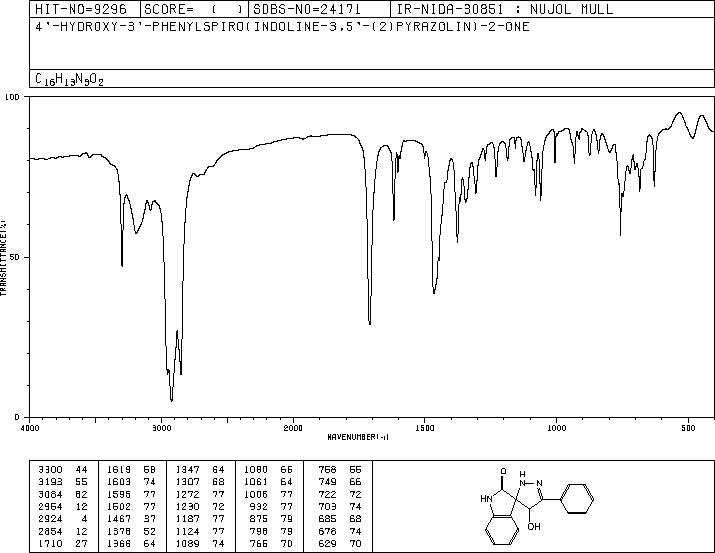 HIT-NO=9296 SCORE= ( ) SDBS-NO=24171 IR-NIDA-30851 : NUJOL MULL
4'-HYDROXY-3'-PHENYLSPIRO(INDOLINE-3,5'-(2)PYRAZOLIN)-2-ONE
C16H13N3O2
100
50
0
TRANSMITTANCE(%)
4000 3000 2000 1500 1000 500
WAVENUMBER(-1)
3300 44 1619 58 1347 64 1080 66 758 55
3193 55 1603 74 1307 68 1061 64 749 66
3084 62 1595 77 1272 77 1006 77 722 72
2954 12 1502 77 1230 72 932 77 703 74
2924 4 1467 37 1187 77 875 79 685 68
2854 12 1378 52 1124 77 798 79 678 74
1710 27 1366 64 1089 74 766 70 629 70
O
H
N N
HN
OH